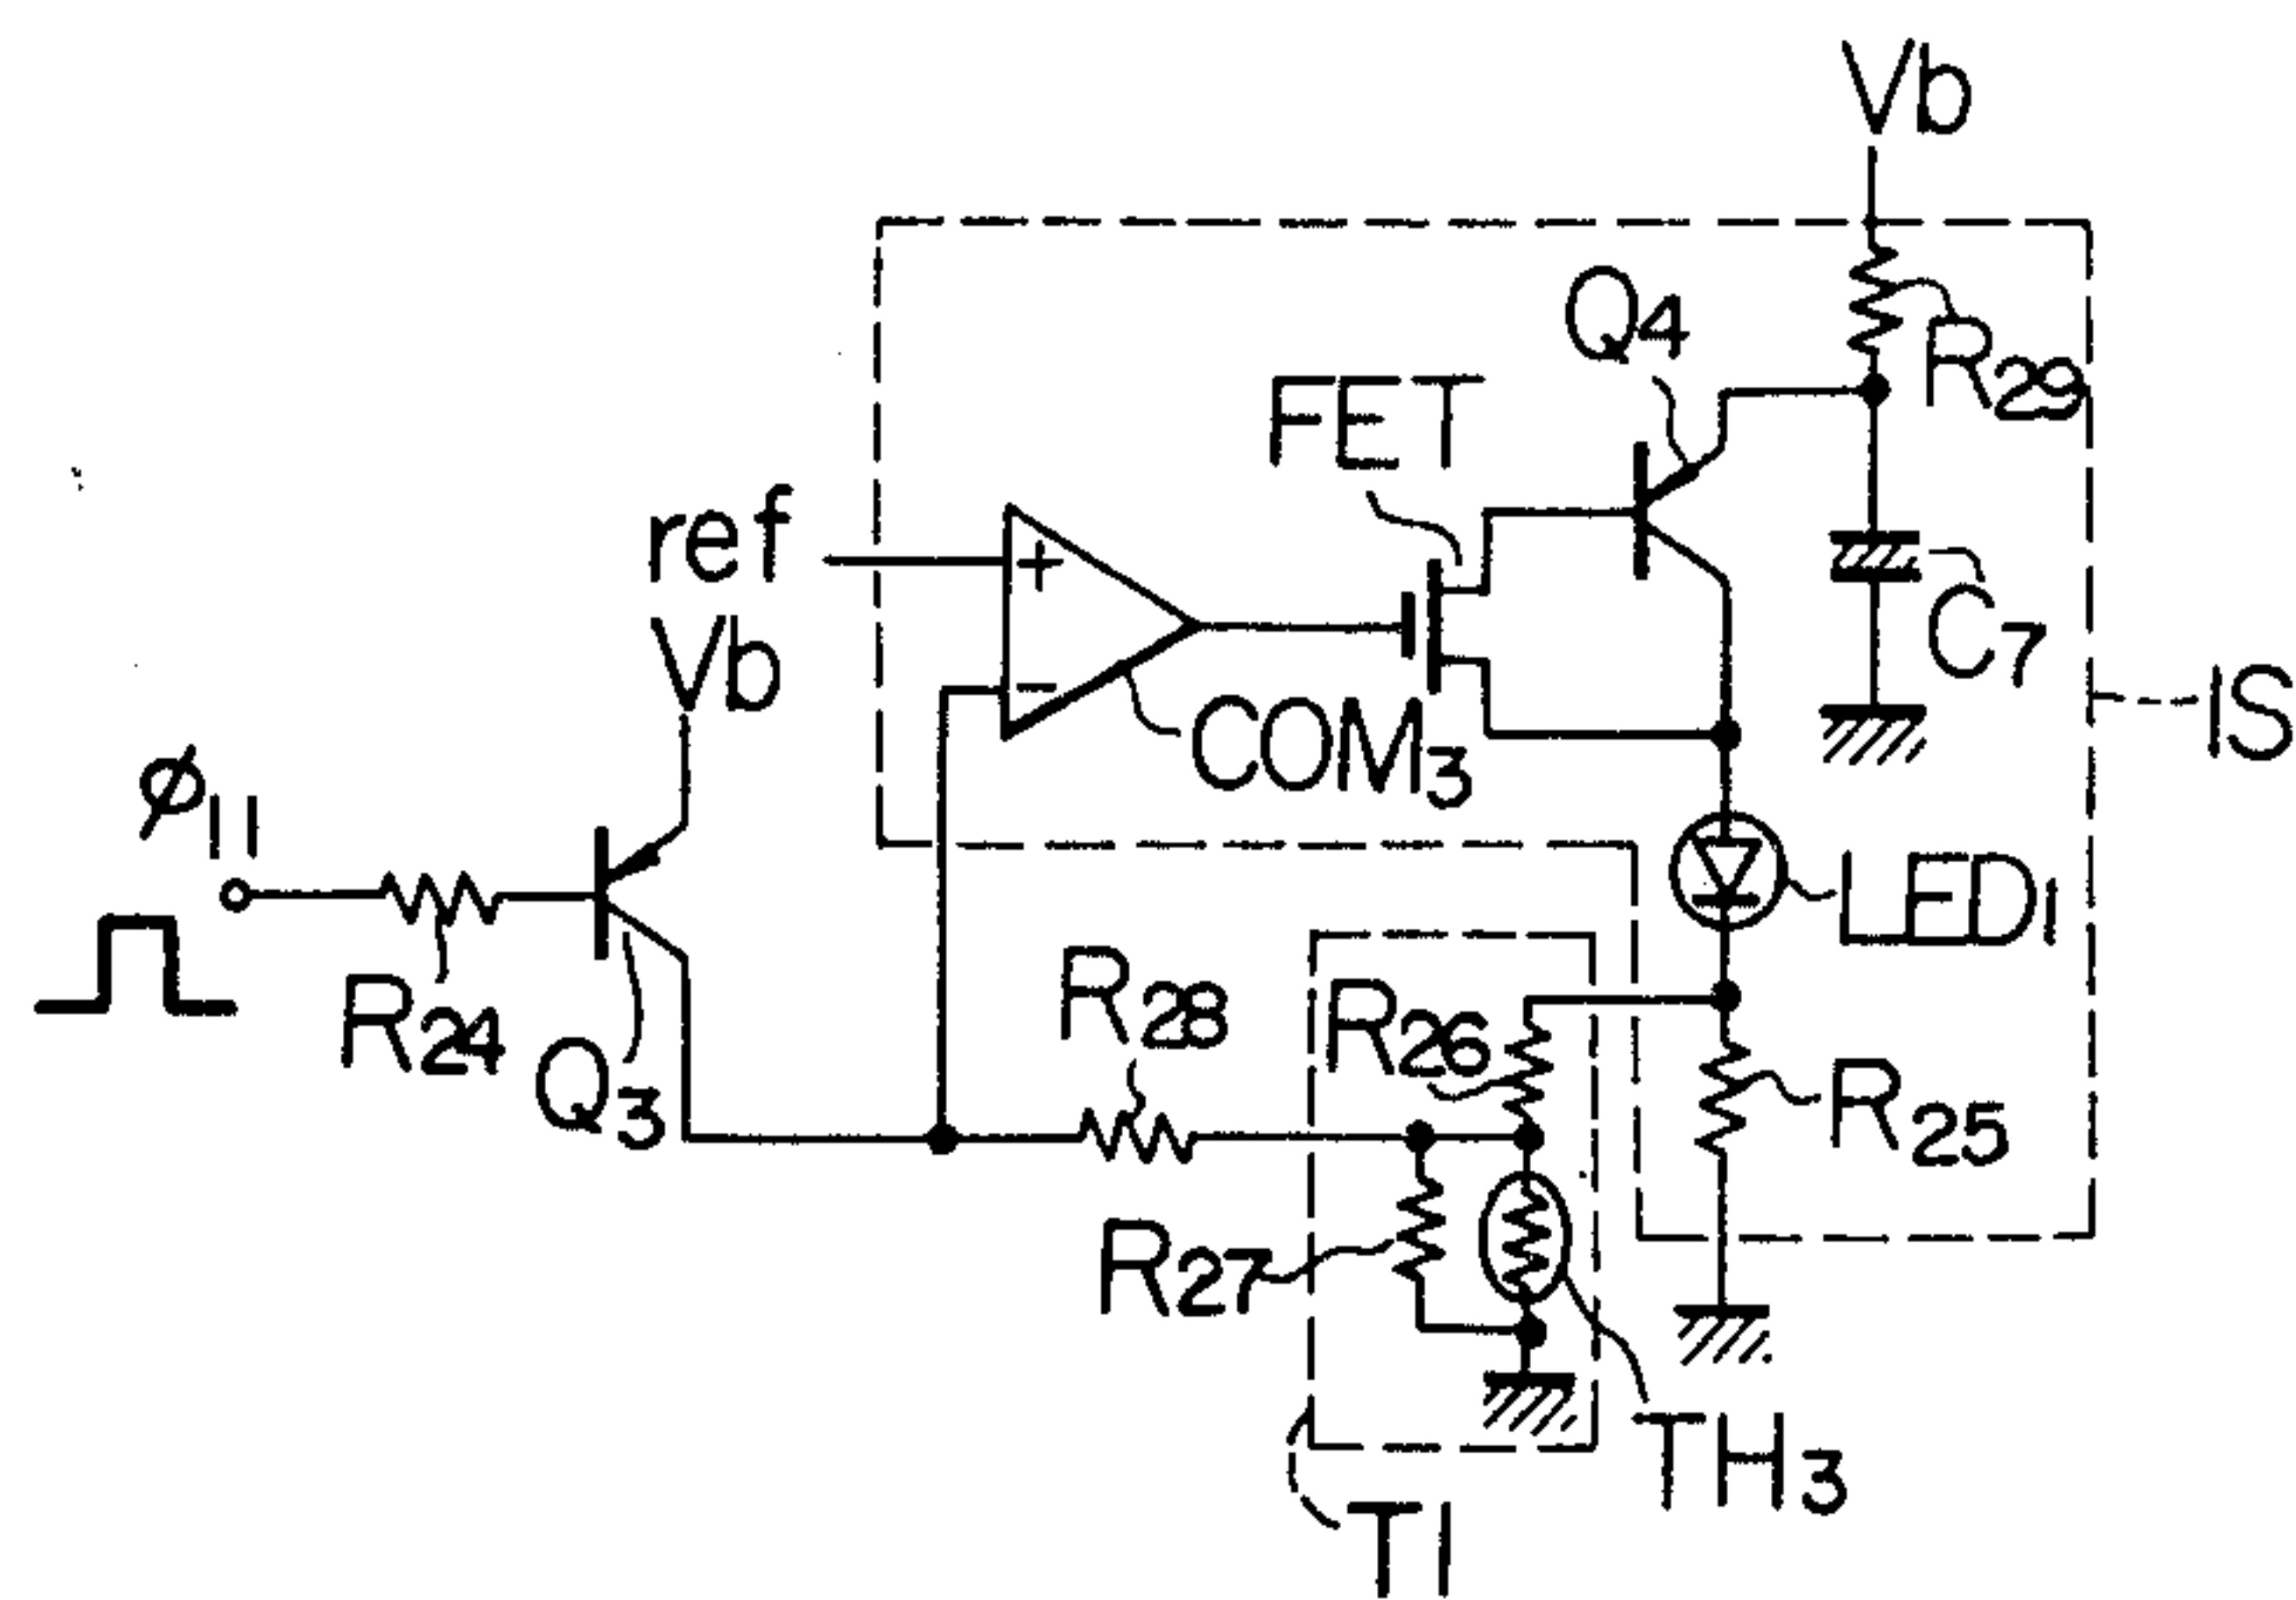 Vb
Q4
R29
FET
ref
+
C7
Vb
−
IS
COM3
ϕ11
LED1
R28
R26
R24
Q3
R25
R27
TH3
TI